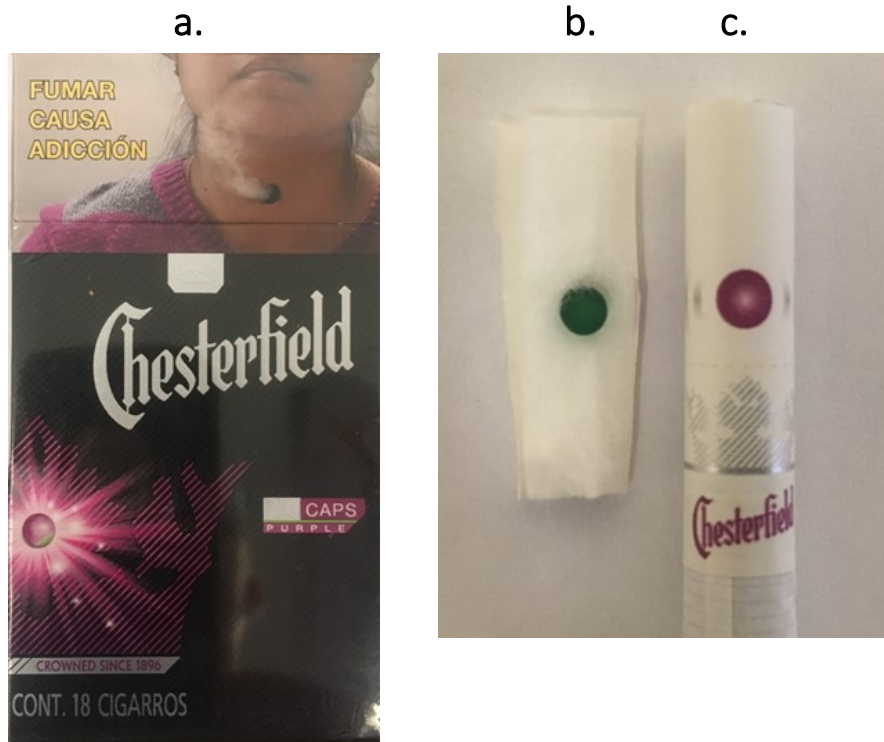 a.
b.
c.
FUMAR
CAUSA
ADICCIÓN
Chesterfield
CAPS
PURPLE
CROWNED SINCE 1896
CONT. 18 CIGARROS
Chesterfield